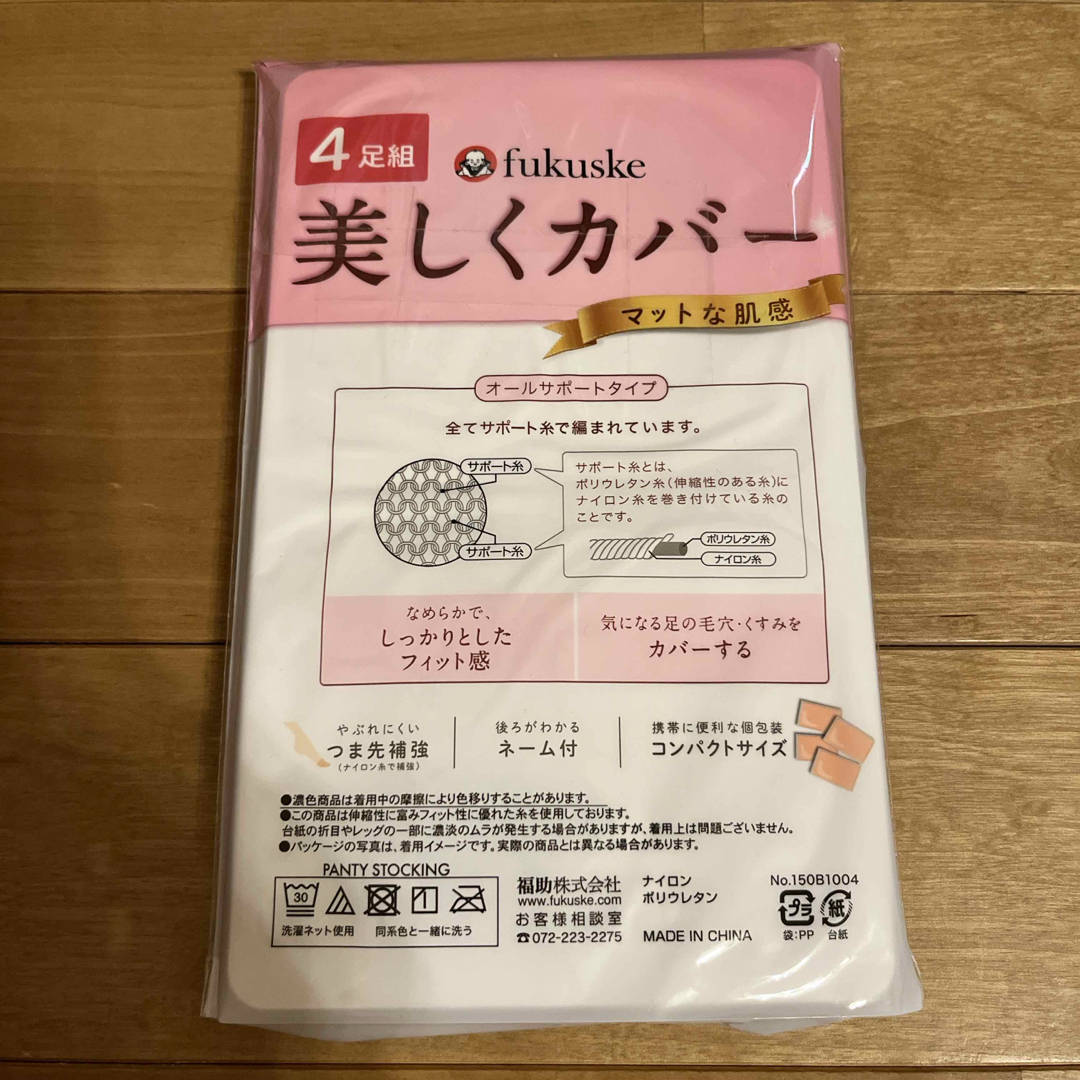 4足組
fukuske
美しくカバー
マットな肌感
オールサポートタイプ
全てサポート糸で編まれています。
サポート糸
サポート糸
サポート糸とは、
ポリウレタン糸(伸縮性のある糸)に
ナイロン糸を巻き付けている糸の
ことです。
ポリウレタン糸
ナイロン糸
なめらかで、
しっかりとした
フィット感
気になる足の毛穴・くすみを
カバーする
やぶれにくい
つま先補強
(ナイロン糸で補強)
後ろがわかる
ネーム付
携帯に便利な個包装
コンパクトサイズ
●濃色商品は着用中の摩擦により色移りすることがあります。
●この商品は伸縮性に富みフィット性に優れた糸を使用しております。
台紙の折目やレッグの一部に濃淡のムラが発生する場合がありますが、着用上は問題ございません。
●パッケージの写真は、着用イメージです。実際の商品とは異なる場合があります。
PANTY STOCKING
30
洗濯ネット使用 同系色と一緒に洗う
福助株式会社
www.fukuske.com
お客様相談室
☎072-223-2275
ナイロン
ポリウレタン
MADE IN CHINA
No.150B1004
プラ 紙
袋:PP 台紙